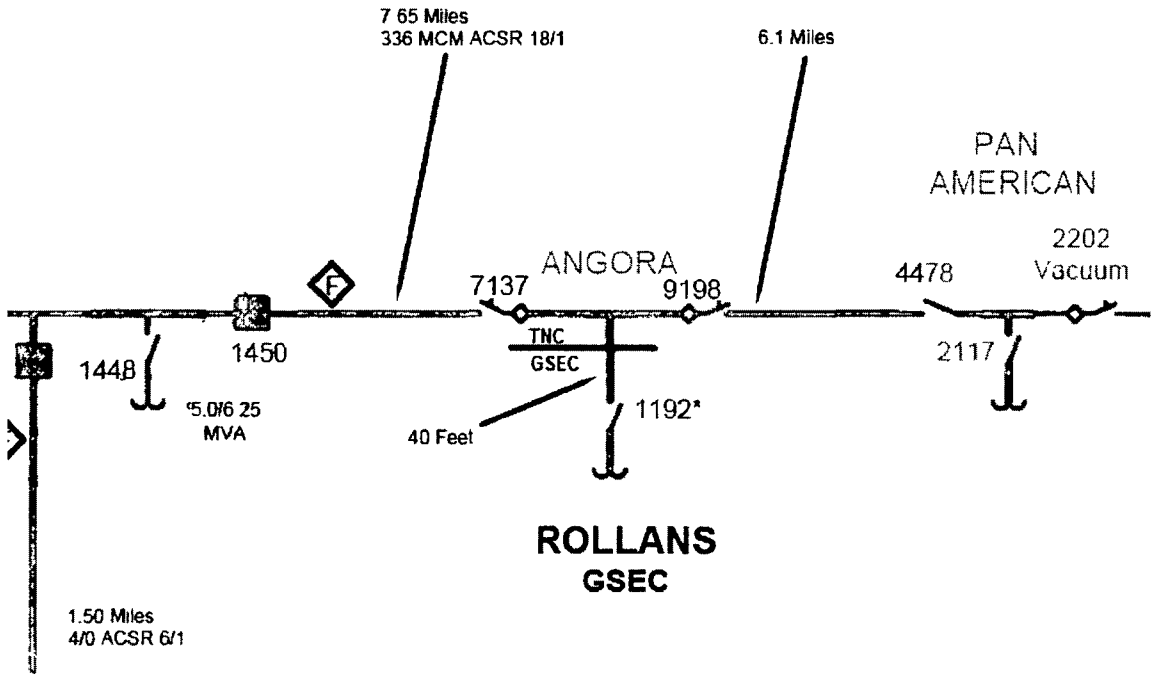 7 65 Miles
336 MCM ACSR 18/1
6.1 Miles
PAN
AMERICAN
ANGORA
2202
Vacuum
7137
9198
4478
F
TNC
GSEC
1448
1450
2117
5.0/6 25
MVA
1192*
40 Feet
ROLLANS
GSEC
1.50 Miles
4/0 ACSR 6/1